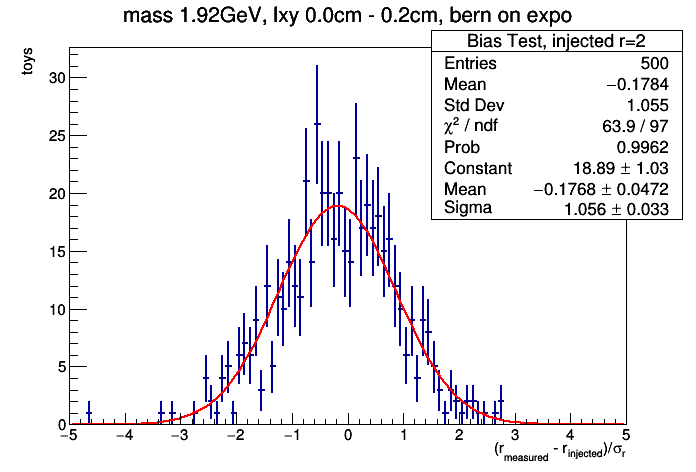 mass 1.92GeV, lxy 0.0cm - 0.2cm, bern on expo
toys
Bias Test, injected r=2
Entries 500
Mean −0.1784
Std Dev 1.055
χ² / ndf 63.9 / 97
Prob 0.9962
Constant 18.89 ± 1.03
Mean −0.1768 ± 0.0472
Sigma 1.056 ± 0.033
30
25
20
15
10
5
0
−5 −4 −3 −2 −1 0 1 2 3 4 5
(r_measured - r_injected)/σ_r